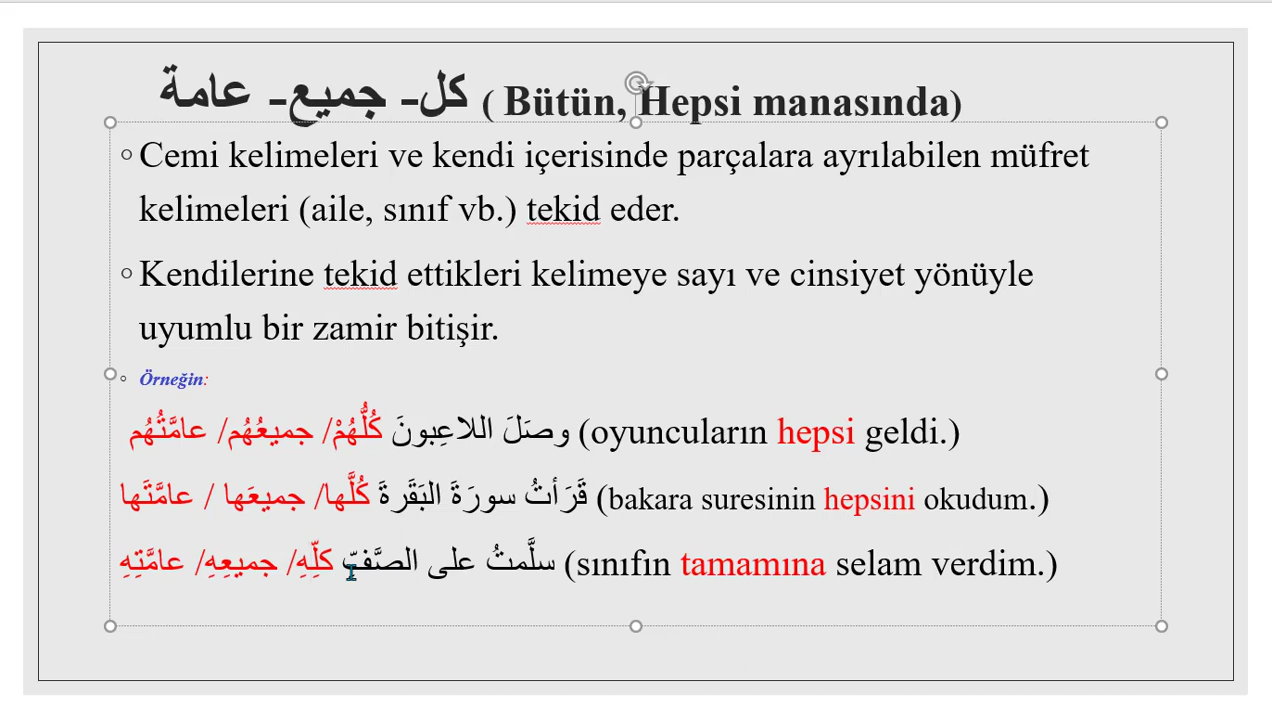 كل- جميع- عامة ( Bütün, Hepsi manasında)
Cemi kelimeleri ve kendi içerisinde parçalara ayrılabilen müfret
kelimeleri (aile, sınıf vb.) tekid eder.
Kendilerine tekid ettikleri kelimeye sayı ve cinsiyet yönüyle
uyumlu bir zamir bitişir.
Örneğin:
وصَلَ اللاعِبونَ كُلُّهُمْ/ جميعُهُم/ عامَّتُهُم (oyuncuların hepsi geldi.)
قَرَأتُ سورَةَ البَقَرةَ كُلَّها/ جميعَها / عامَّتَها (bakara suresinin hepsini okudum.)
سلَّمتُ على الصَّفّ كلِّهِ/ جميعِهِ/ عامَّتِهِ (sınıfın tamamına selam verdim.)